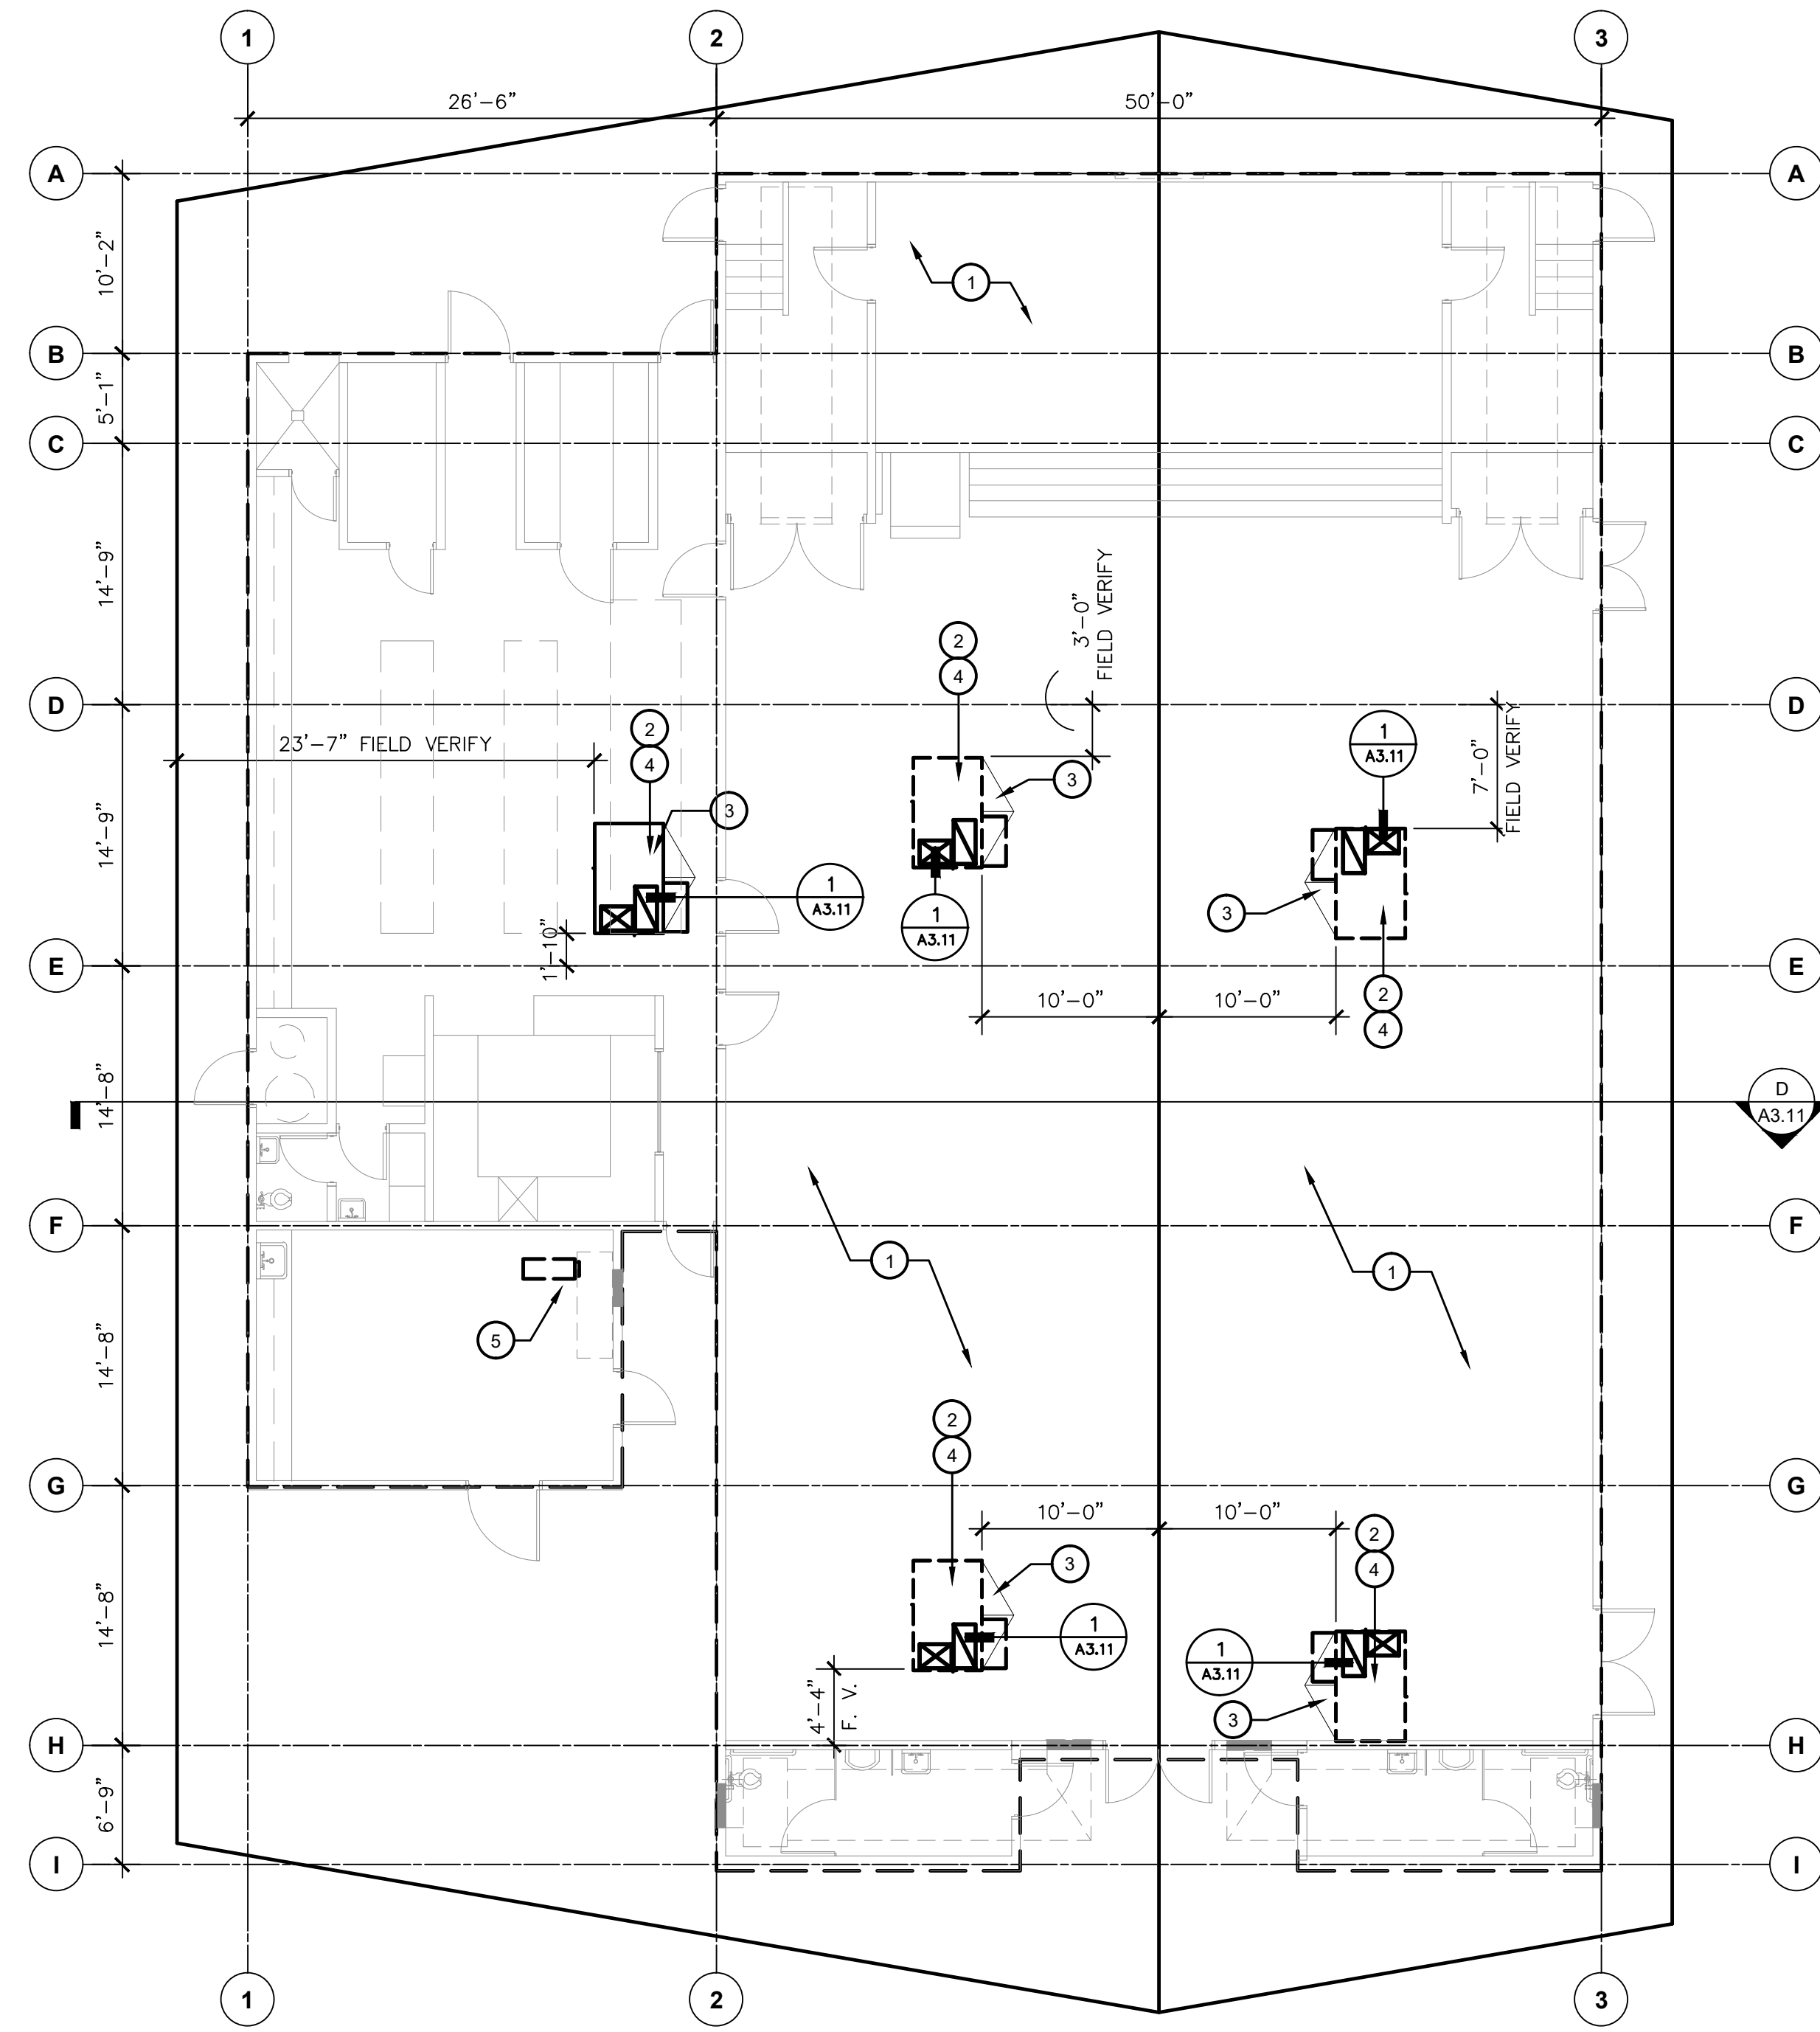 1
2
3
26'-6"
50'-0"
A
A
10'-2"
1
B
B
5'-1"
C
C
14'-9"
3'-0"
FIELD VERIFY
2
4
D
D
23'-7" FIELD VERIFY
2
4
3
3
1
A3.11
7'-0"
FIELD VERIFY
14'-9"
1
A3.11
1
A3.11
3
1'-10"
E
E
10'-0"
10'-0"
2
4
14'-8"
D
A3.11
F
F
1
1
5
14'-8"
2
4
G
G
10'-0"
10'-0"
2
4
3
14'-8"
1
A3.11
1
A3.11
4'-4"
F. V.
3
H
H
6'-9"
I
I
1
2
3